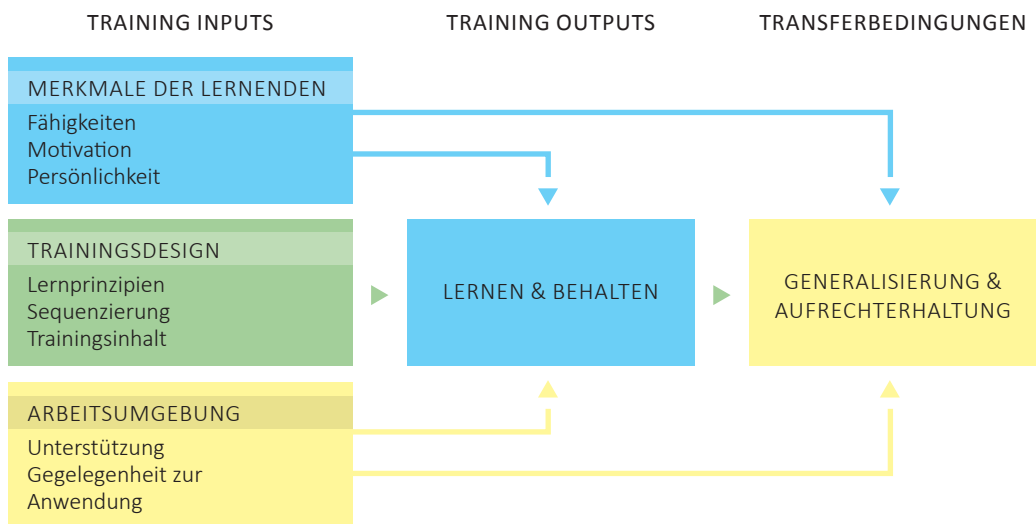 TRAINING INPUTS
TRAINING OUTPUTS
TRANSFERBEDINGUNGEN
MERKMALE DER LERNENDEN
Fähigkeiten
Motivation
Persönlichkeit
TRAININGSDESIGN
Lernprinzipien
Sequenzierung
Trainingsinhalt
LERNEN & BEHALTEN
GENERALISIERUNG &
AUFRECHTERHALTUNG
ARBEITSUMGEBUNG
Unterstützung
Gegelegenheit zur
Anwendung